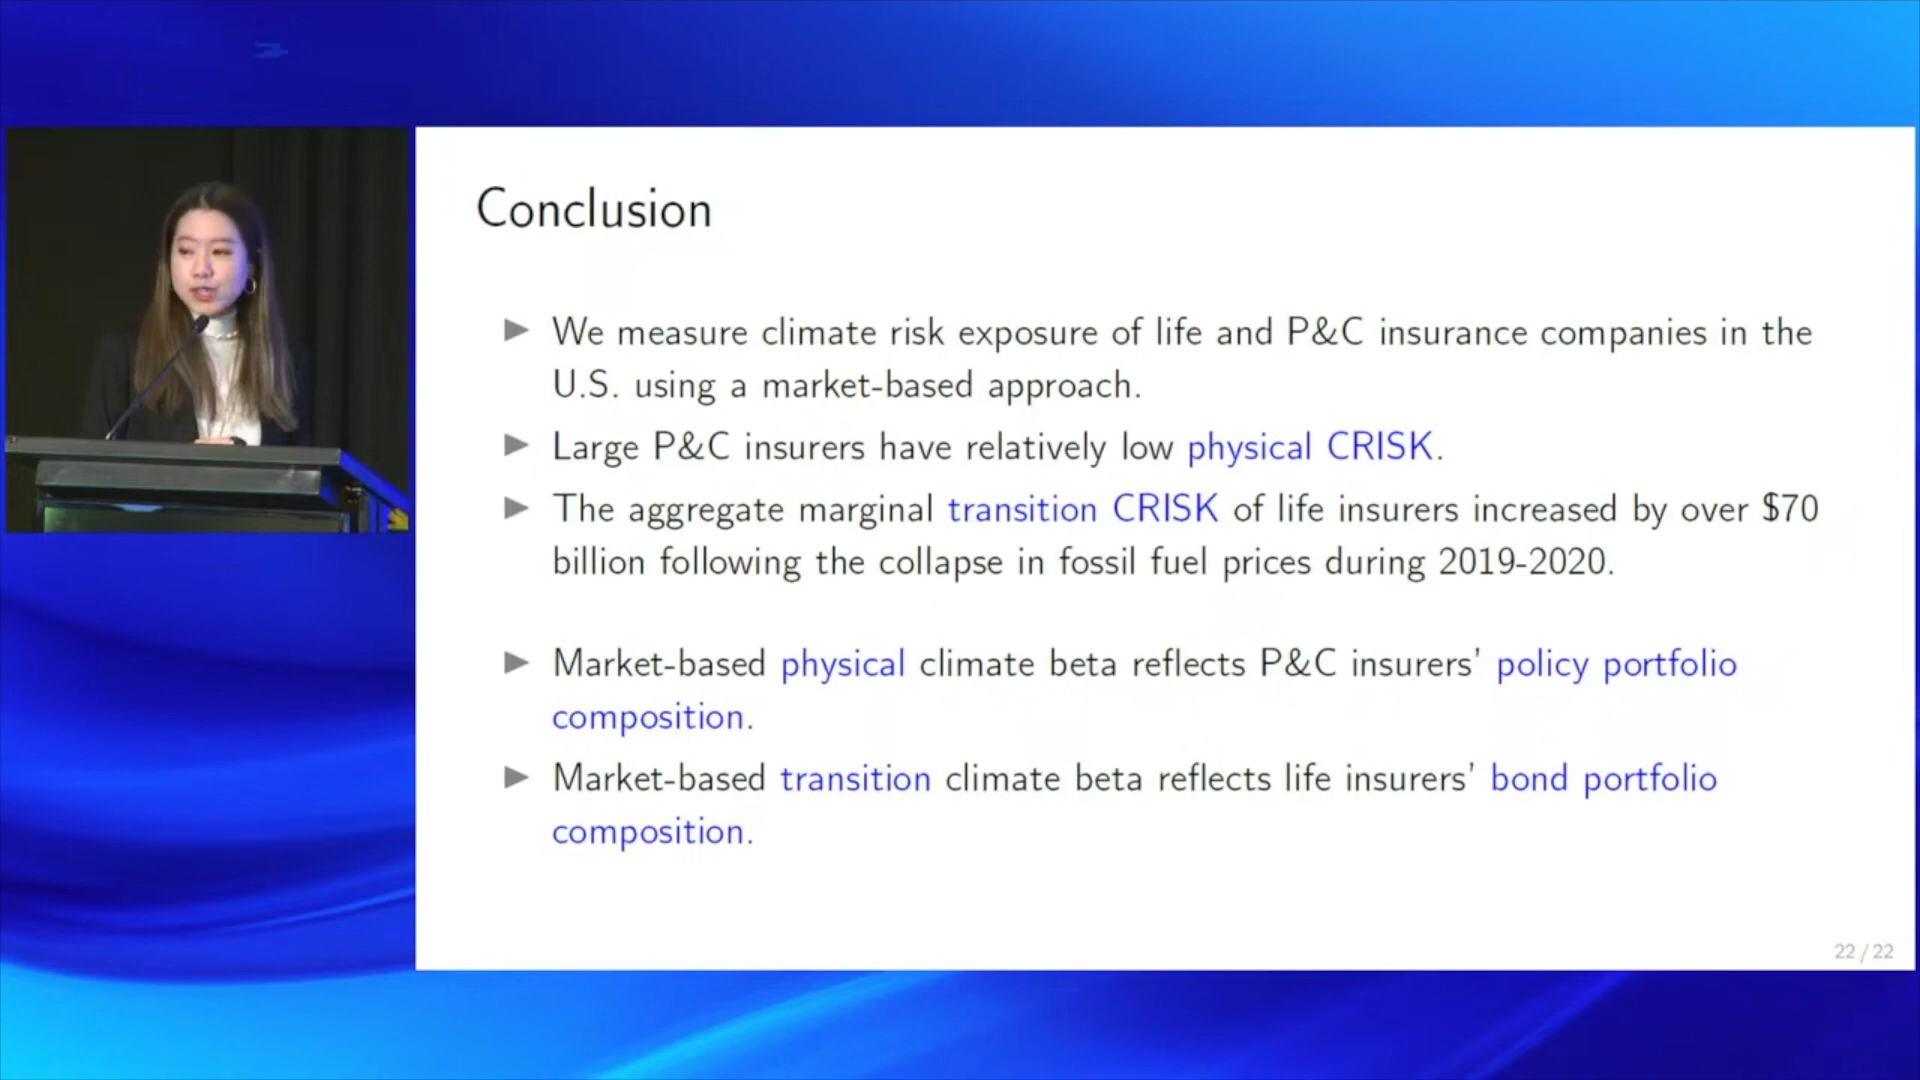 Conclusion
▶ We measure climate risk exposure of life and P&C insurance companies in the
U.S. using a market-based approach.
▶ Large P&C insurers have relatively low physical CRISK.
▶ The aggregate marginal transition CRISK of life insurers increased by over $70
billion following the collapse in fossil fuel prices during 2019-2020.
▶ Market-based physical climate beta reflects P&C insurers' policy portfolio
composition.
▶ Market-based transition climate beta reflects life insurers' bond portfolio
composition.
22 / 22